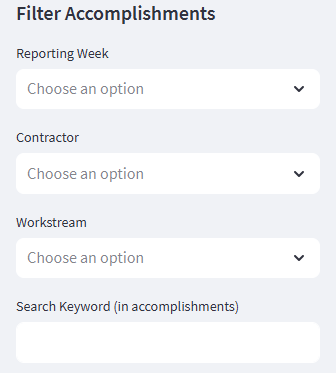 Filter Accomplishments
Reporting Week
Choose an option
Contractor
Choose an option
Workstream
Choose an option
Search Keyword (in accomplishments)